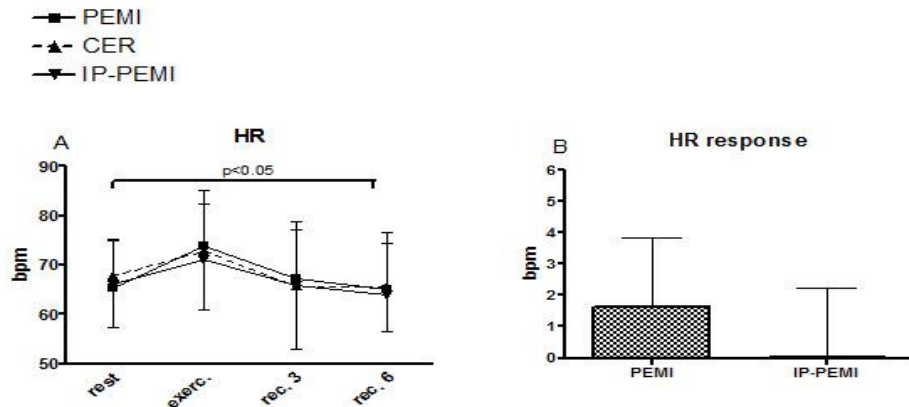 PEMI
CER
IP-PEMI
A
HR
p<0.05
90
80
70
60
50
bpm
rest
exerc.
rec. 3
rec. 6
B
HR response
6
5
4
3
2
1
0
bpm
PEMI
IP-PEMI